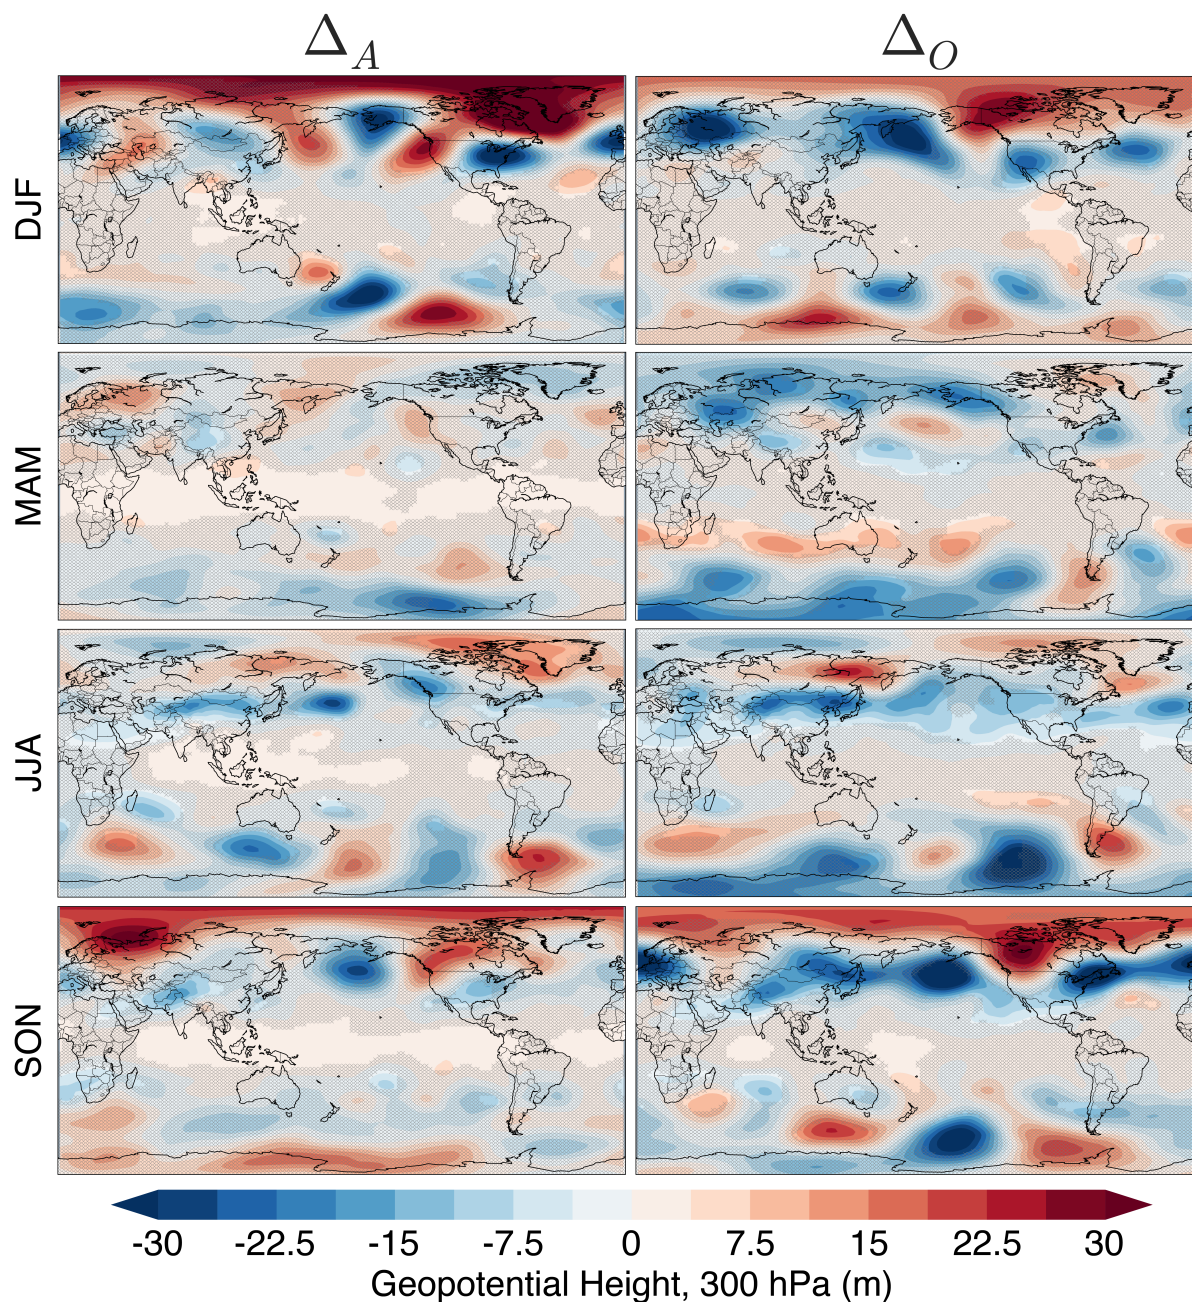 Δ_A Δ_O
DJF
MAM
JJA
SON
-30 -22.5 -15 -7.5 0 7.5 15 22.5 30
Geopotential Height, 300 hPa (m)